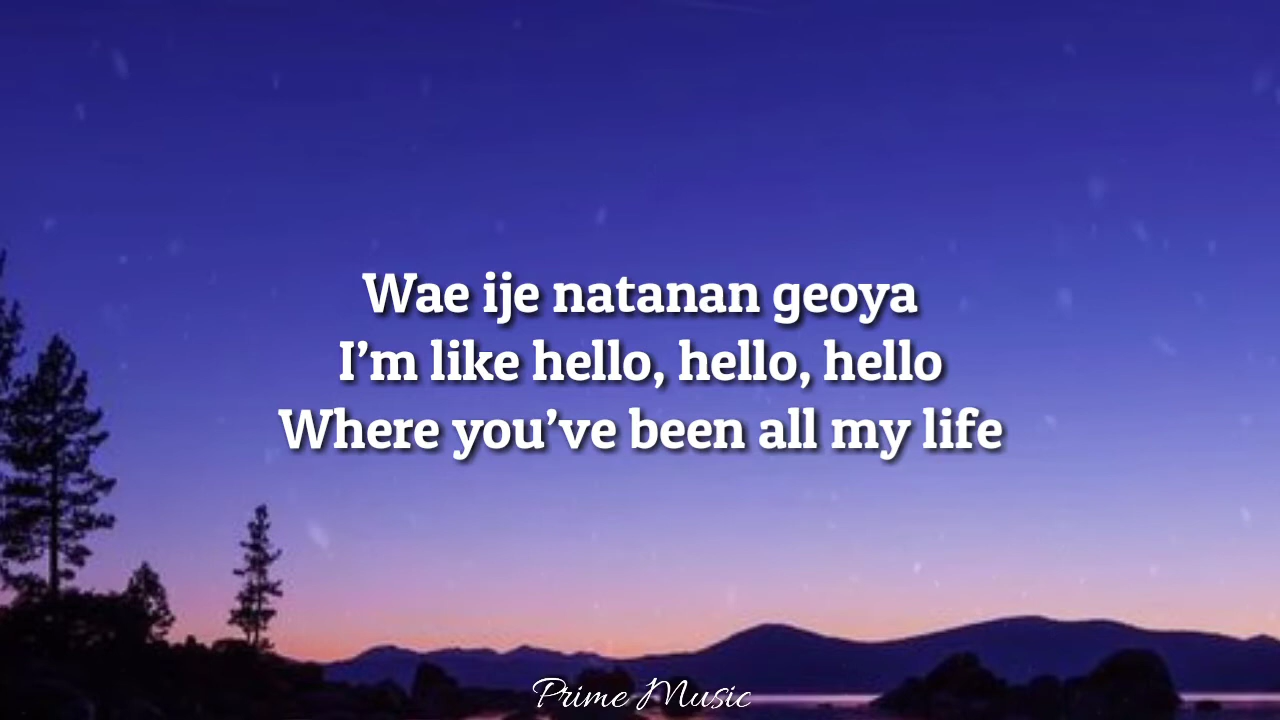 Wae ije natanan geoya
I’m like hello, hello, hello
Where you’ve been all my life
Prime Music